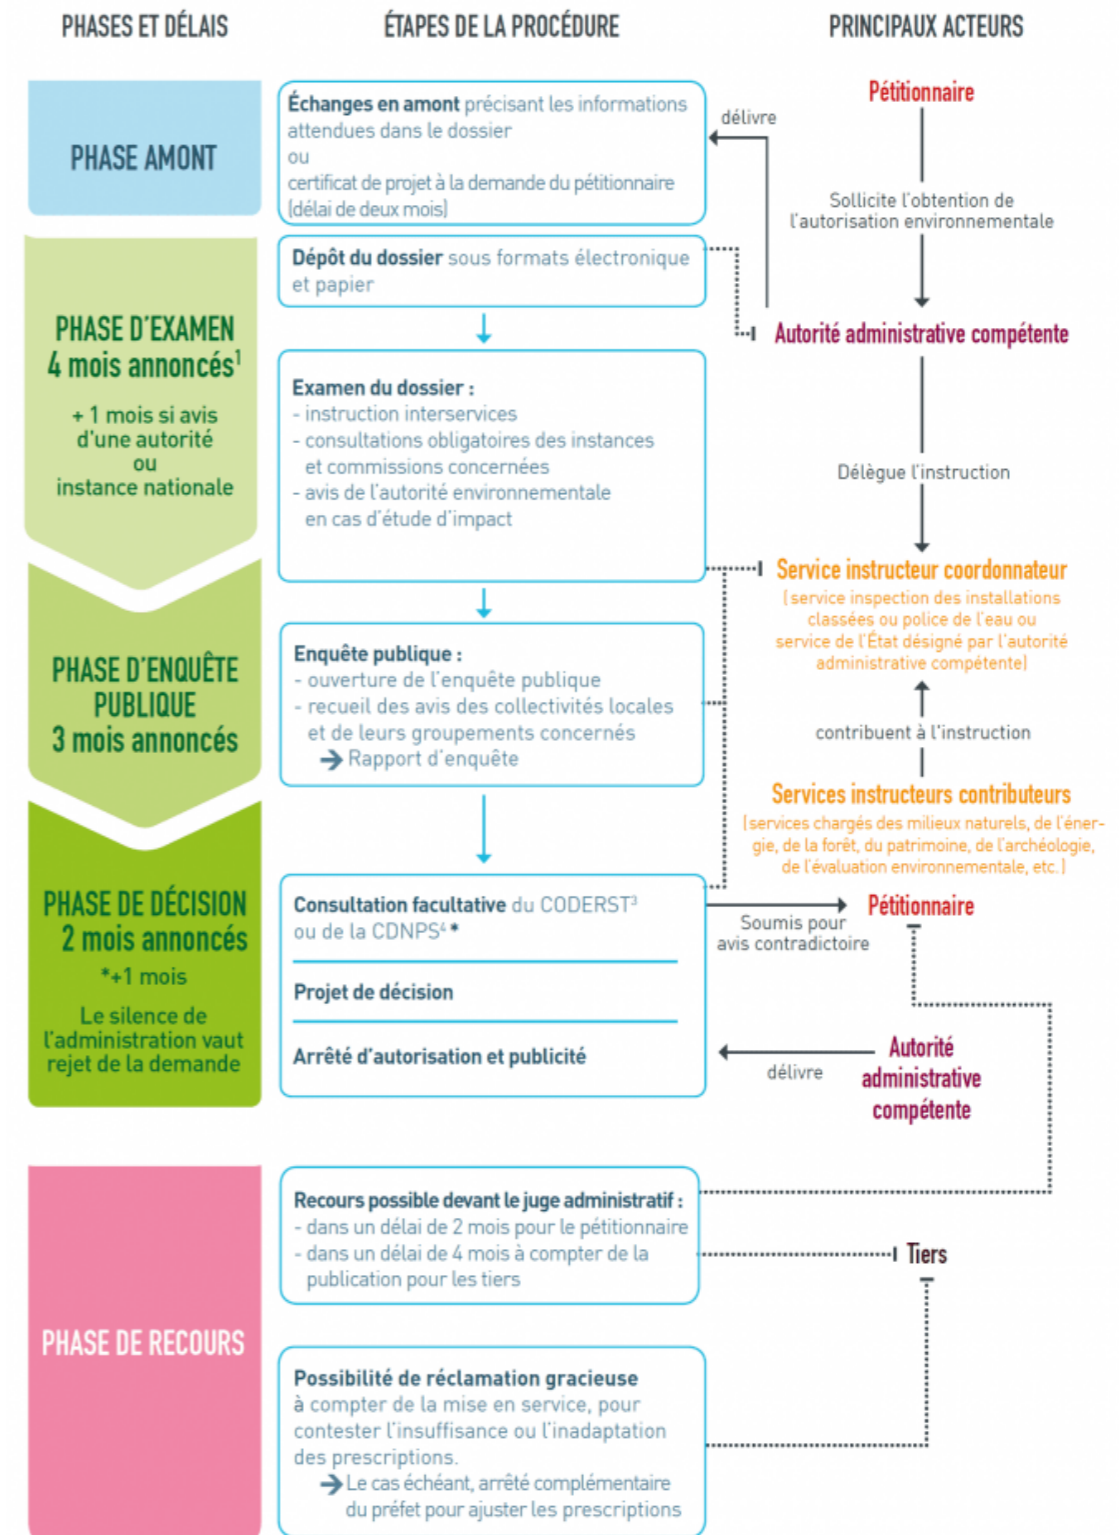 PHASES ET DÉLAIS
ÉTAPES DE LA PROCÉDURE
PRINCIPAUX ACTEURS
PHASE AMONT
Échanges en amont précisant les informations
attendues dans le dossier
ou
certificat de projet à la demande du pétitionnaire
(délai de deux mois)
délivre
Pétitionnaire
Sollicite l'obtention de
l'autorisation environnementale
PHASE D'EXAMEN
4 mois annoncés¹
+ 1 mois si avis
d'une autorité
ou
instance nationale
Dépôt du dossier sous formats électronique
et papier
Autorité administrative compétente
Examen du dossier :
- instruction interservices
- consultations obligatoires des instances
et commissions concernées
- avis de l'autorité environnementale
en cas d'étude d'impact
Délègue l'instruction
Service instructeur coordonnateur
(service inspection des installations
classées ou police de l'eau ou
service de l'État désigné par l'autorité
administrative compétente)
PHASE D'ENQUÊTE
PUBLIQUE
3 mois annoncés
Enquête publique :
- ouverture de l'enquête publique
- recueil des avis des collectivités locales
et de leurs groupements concernés
→ Rapport d'enquête
contribuent à l'instruction
Services instructeurs contributeurs
(services chargés des milieux naturels, de l'éner-
gie, de la forêt, du patrimoine, de l'archéologie,
de l'évaluation environnementale, etc.)
PHASE DE DÉCISION
2 mois annoncés
*+1 mois
Le silence de
l'administration vaut
rejet de la demande
Consultation facultative du CODERST³
ou de la CDNPS⁴ *
Projet de décision
Arrêté d'autorisation et publicité
Soumis pour
avis contradictoire
Pétitionnaire
délivre
Autorité
administrative
compétente
PHASE DE RECOURS
Recours possible devant le juge administratif :
- dans un délai de 2 mois pour le pétitionnaire
- dans un délai de 4 mois à compter de la
publication pour les tiers
Tiers
Possibilité de réclamation gracieuse
à compter de la mise en service, pour
contester l'insuffisance ou l'inadaptation
des prescriptions.
→ Le cas échéant, arrêté complémentaire
du préfet pour ajuster les prescriptions